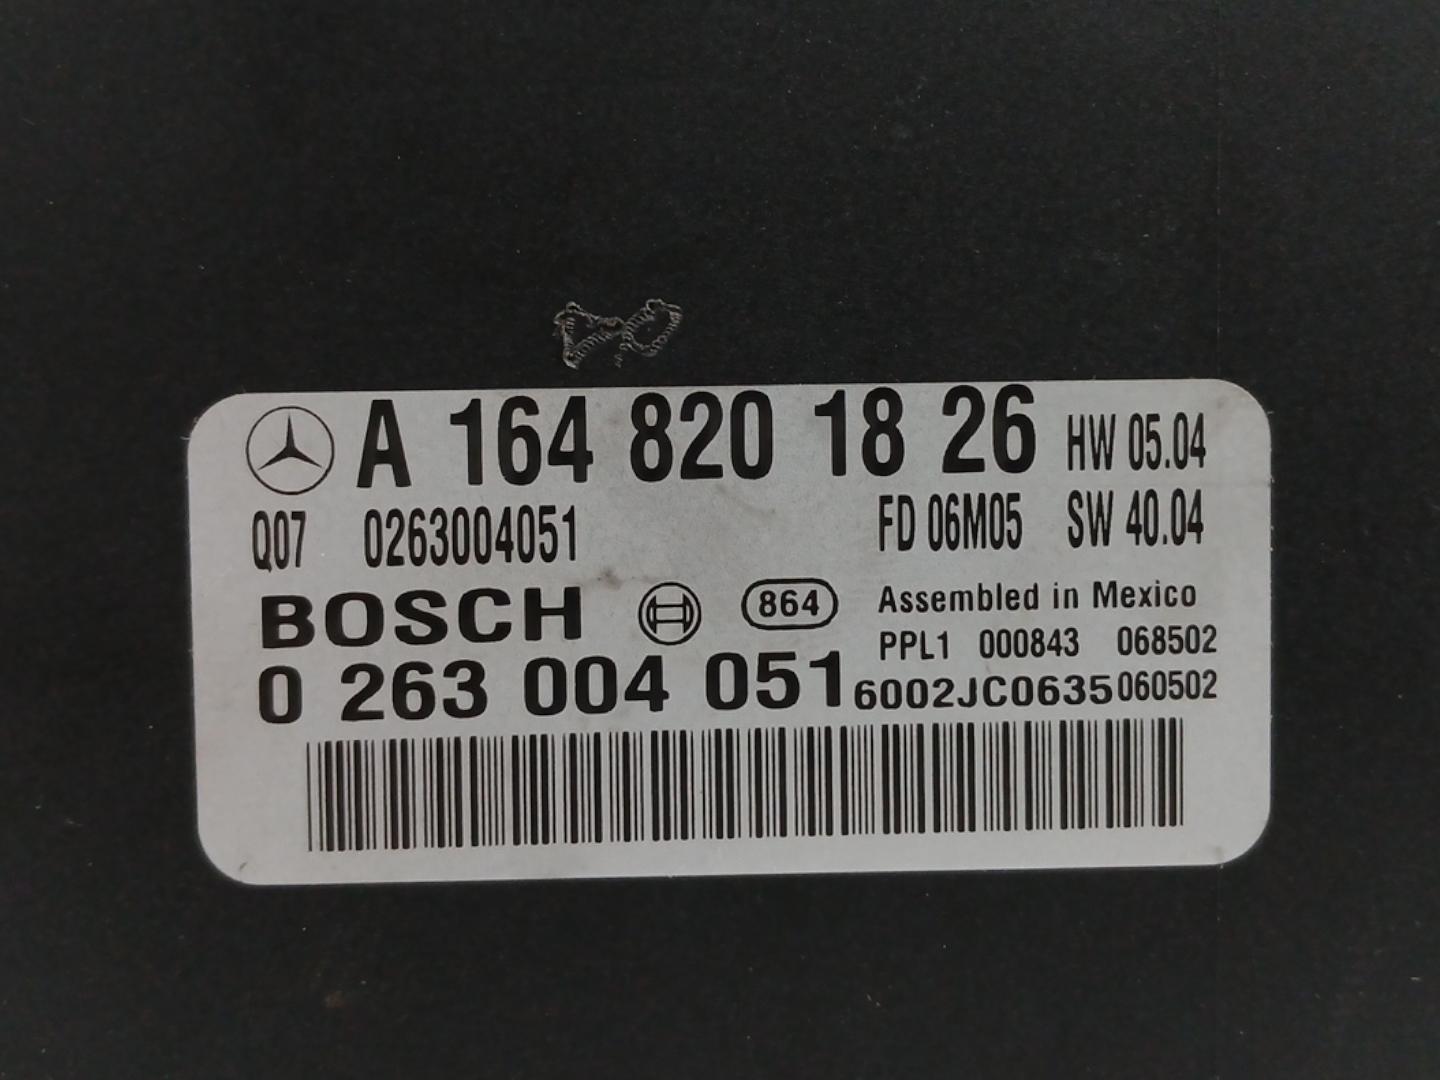 A 164 820 18 26 HW 05.04
Q07 0263004051 FD 06M05 SW 40.04
BOSCH 864 Assembled in Mexico
PPL1 000843 068502
0 263 004 051 6002JC0635 060502